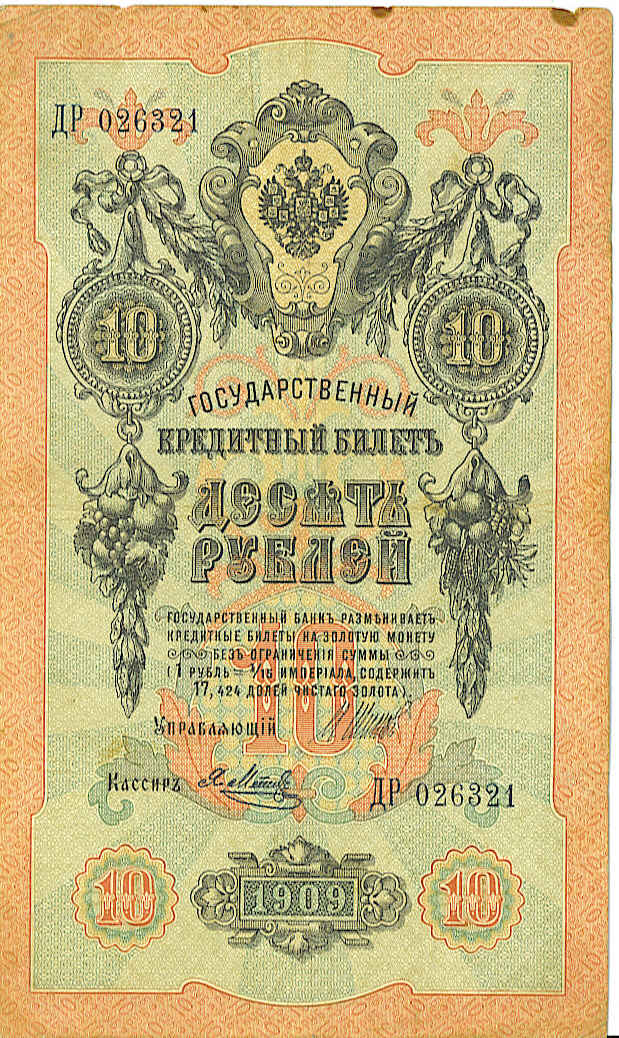 ДР 026321
10 10
ГОСУДАРСТВЕННЫЙ
КРЕДИТНЫЙ БИЛЕТЪ
ДЕСЯТЬ
РУБЛЕЙ
ГОСУДАРСТВЕННЫЙ БАНКЪ РАЗМѢНИВАЕТЪ
КРЕДИТНЫЕ БИЛЕТЫ НА ЗОЛОТУЮ МОНЕТУ
БЕЗЪ ОГРАНИЧЕНІЯ СУММЫ
(1 РУБЛЬ = 1/15 ИМПЕРІАЛА, СОДЕРЖИТЪ
17,424 ДОЛЕЙ ЧИСТАГО ЗОЛОТА).
10
УПРАВЛЯЮЩІЙ
КАССИРЪ
ДР 026321
10 1909 10